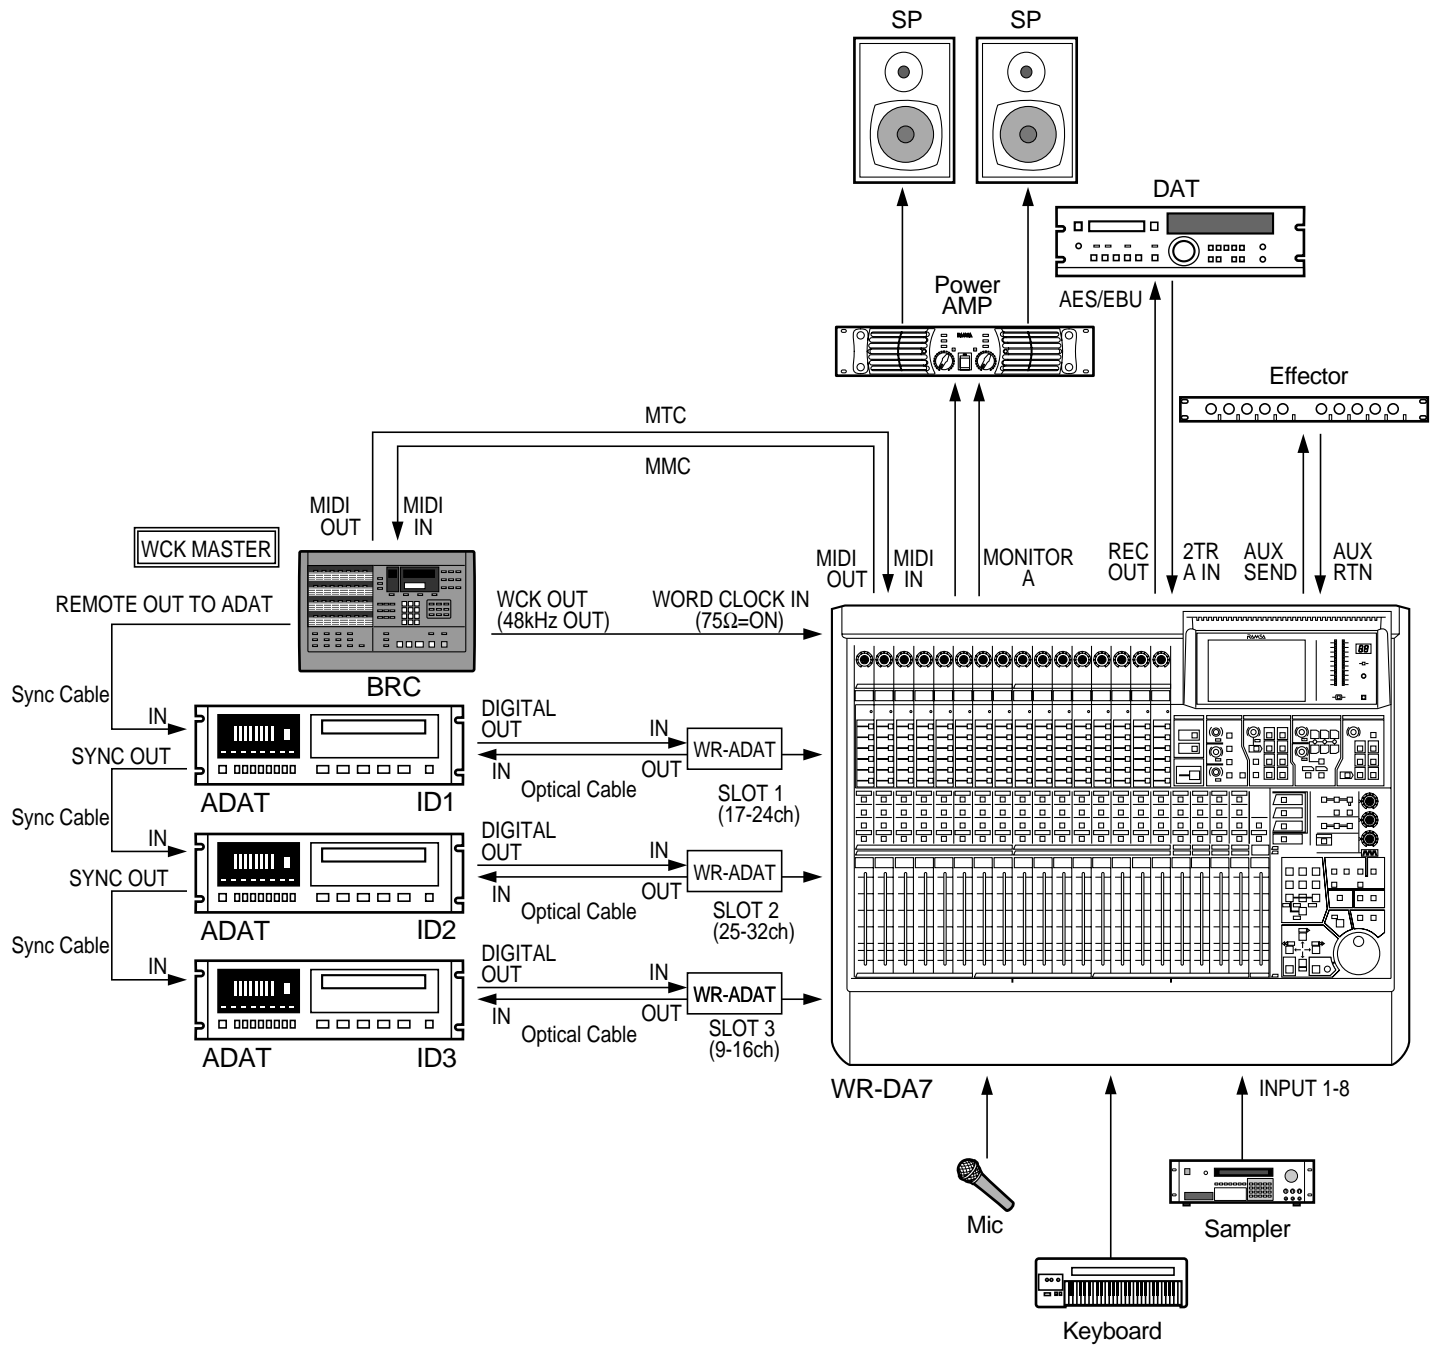 SP
SP
DAT
Power
AMP
AES/EBU
RAMSA
Effector
MTC
MMC
MIDI
OUT
MIDI
IN
WCK MASTER
MIDI
OUT
MIDI
IN
MONITOR
A
REC
OUT
2TR
A IN
AUX
SEND
AUX
RTN
REMOTE OUT TO ADAT
WCK OUT
(48kHz OUT)
WORD CLOCK IN
(75Ω=ON)
RAMSA
88
BRC
Sync Cable
IN
DIGITAL
OUT
IN
WR-ADAT
SYNC OUT
IN
OUT
Optical Cable
ADAT
ID1
SLOT 1
(17-24ch)
Sync Cable
IN
DIGITAL
OUT
IN
WR-ADAT
SYNC OUT
IN
OUT
Optical Cable
ADAT
ID2
SLOT 2
(25-32ch)
Sync Cable
IN
DIGITAL
OUT
IN
WR-ADAT
IN
OUT
Optical Cable
ADAT
ID3
SLOT 3
(9-16ch)
WR-DA7
INPUT 1-8
Mic
Sampler
Keyboard